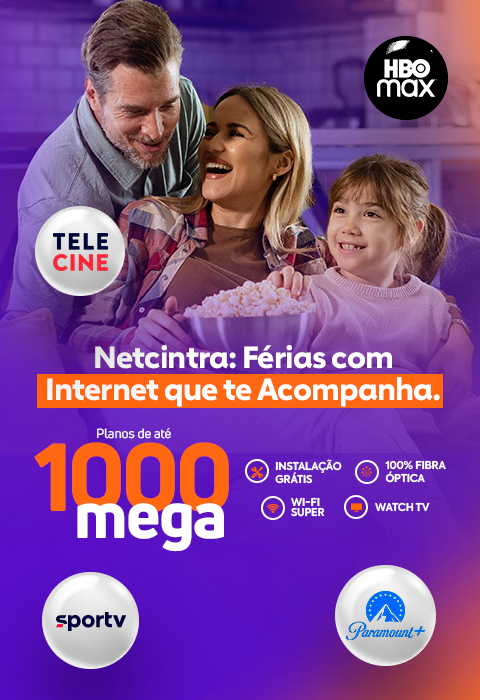 HBO
max
TELE
CINE
Netcintra: Férias com
Internet que te Acompanha.
Planos de até
1000
mega
INSTALAÇÃO
GRÁTIS
100% FIBRA
ÓPTICA
WI-FI
SUPER
WATCH TV
sportv
Paramount+